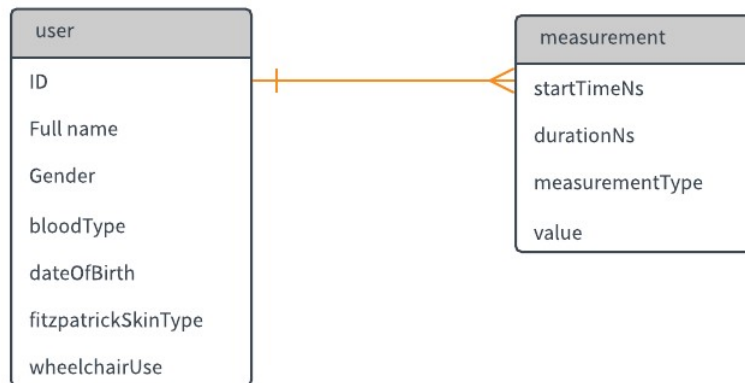 user
ID
Full name
Gender
bloodType
dateOfBirth
fitzpatrickSkinType
wheelchairUse
measurement
startTimeNs
durationNs
measurementType
value